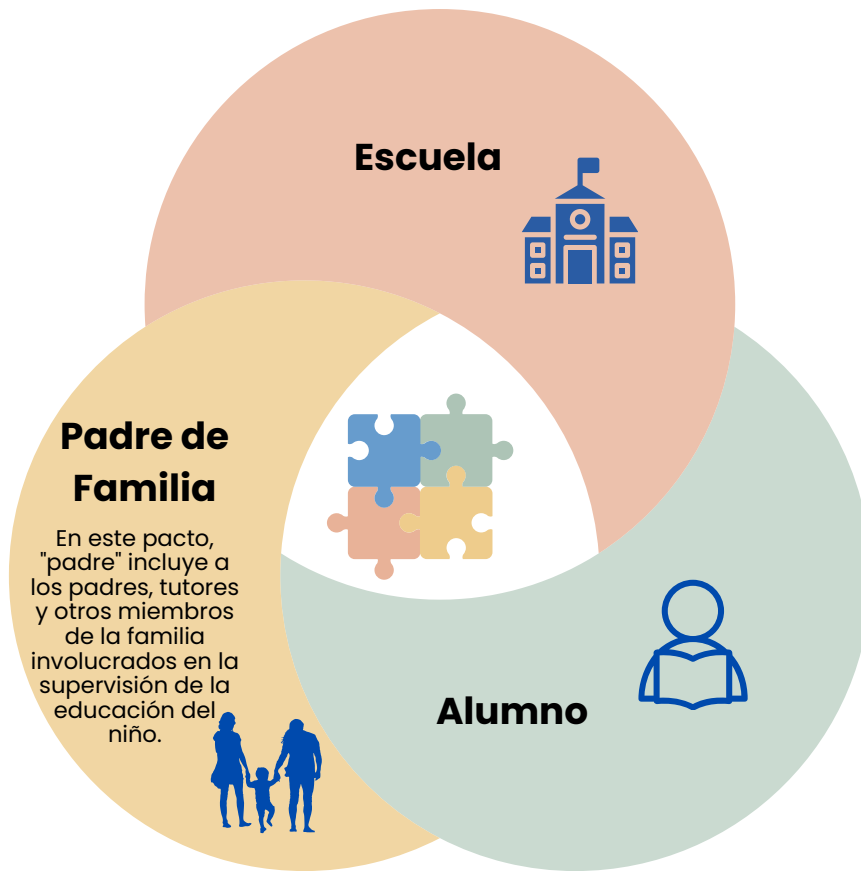 Escuela
Padre de
Familia
En este pacto,
"padre" incluye a
los padres, tutores
y otros miembros
de la familia
involucrados en la
supervisión de la
educación del
niño.
Alumno